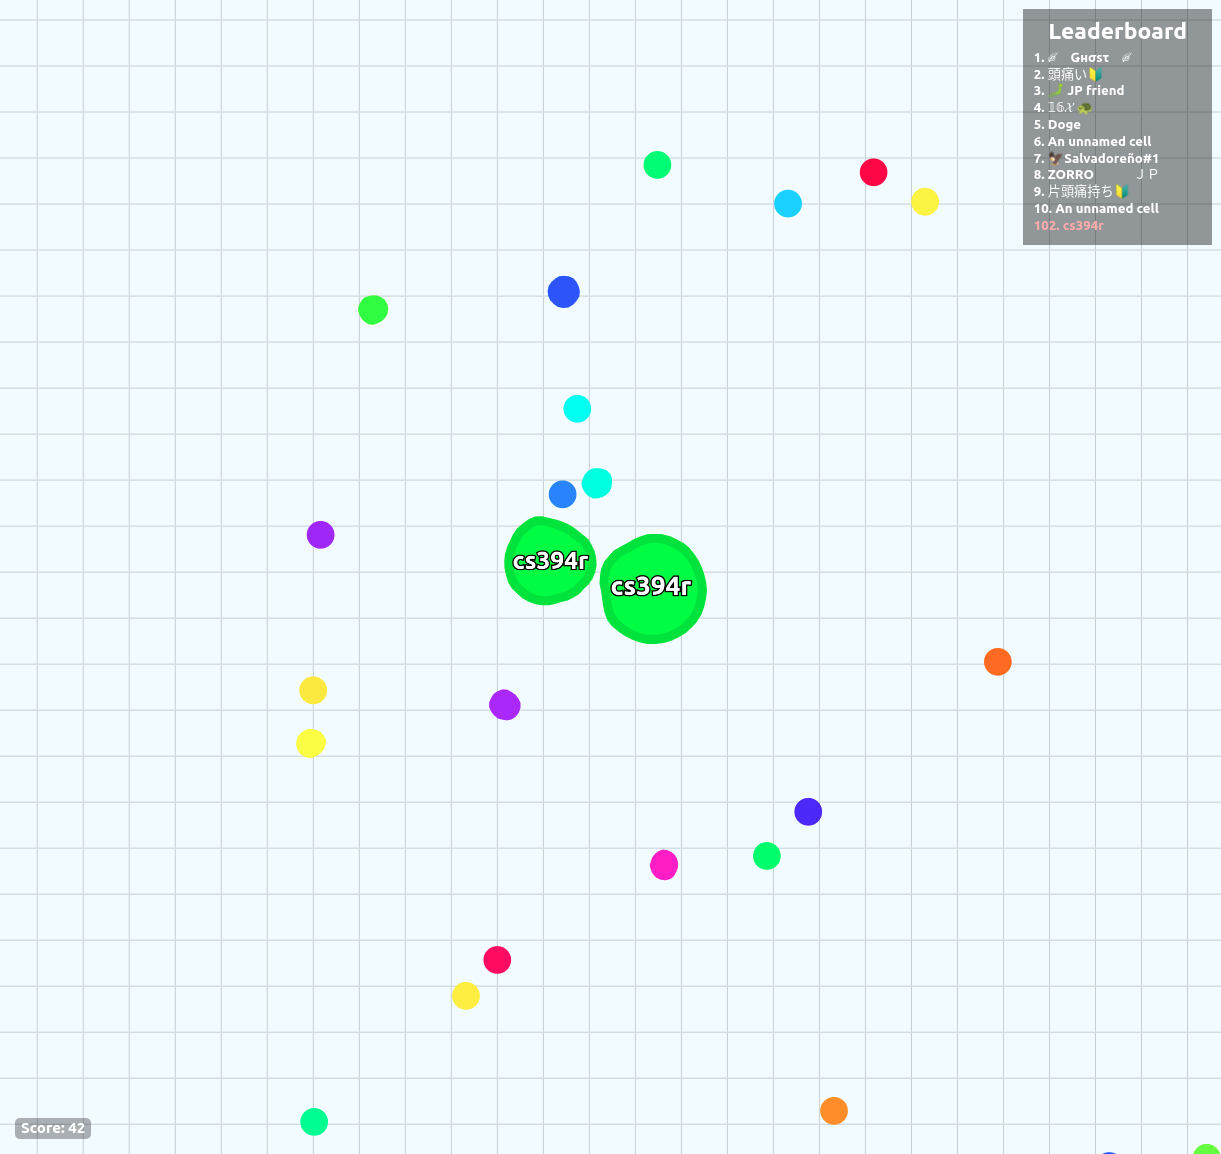 Leaderboard
1. ☄ Gнσsτ ☄
2. 頭痛い🔰
3. JP friend
4. 𝟙𝟞𝓧 🐢
5. Doge
6. An unnamed cell
7. 🦅Salvadoreño#1
8. ZORRO ＪＰ
9. 片頭痛持ち🔰
10. An unnamed cell
102. cs394r
cs394r
cs394r
Score: 42